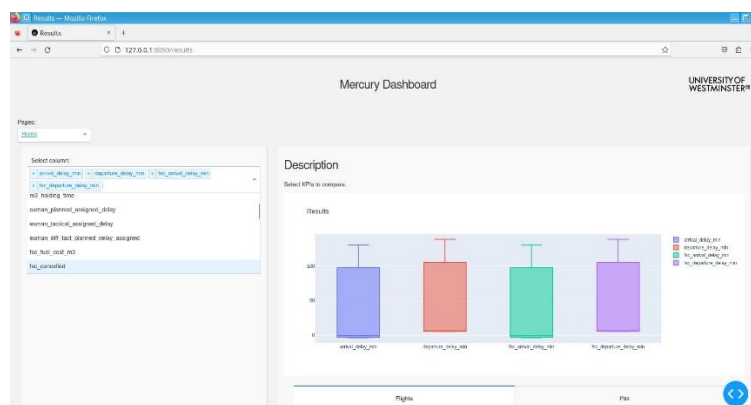 Results — Mozilla Firefox
Results × +
127.0.0.1:8050/results
Mercury Dashboard
UNIVERSITY OF
WESTMINSTER
Pages:
Home
Select column:
× arrival_delay_min × departure_delay_min × fsc_arrival_delay_min
× fsc_departure_delay_min
m3_holding_time
eaman_planned_assigned_delay
eaman_tactical_assigned_delay
eaman_diff_tact_planned_delay_assigned
fsc_fuel_cost_m3
fsc_cancelled
Description
Select KPIs to compare.
Results
arrival_delay_min
departure_delay_min
fsc_arrival_delay_min
fsc_departure_delay_min
0
arrival_delay_min departure_delay_min fsc_arrival_delay_min fsc_departure_delay_min
Flights Pax